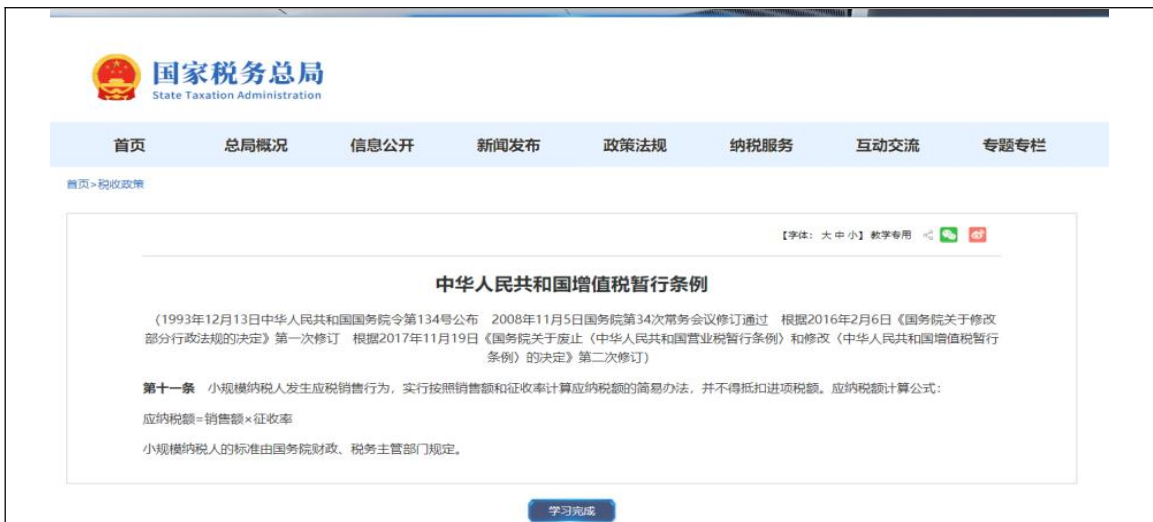 国家税务总局
State Taxation Administration
首页 总局概况 信息公开 新闻发布 政策法规 纳税服务 互动交流 专题专栏
首页>税收政策
【字体：大 中 小】教学专用
中华人民共和国增值税暂行条例
（1993年12月13日中华人民共和国国务院令第134号公布 2008年11月5日国务院第34次常务会议修订通过 根据2016年2月6日《国务院关于修改
部分行政法规的决定》第一次修订 根据2017年11月19日《国务院关于废止〈中华人民共和国营业税暂行条例〉和修改〈中华人民共和国增值税暂行
条例〉的决定》第二次修订）
第十一条 小规模纳税人发生应税销售行为，实行按照销售额和征收率计算应纳税额的简易办法，并不得抵扣进项税额。应纳税额计算公式：
应纳税额=销售额×征收率
小规模纳税人的标准由国务院财政、税务主管部门规定。
学习完成